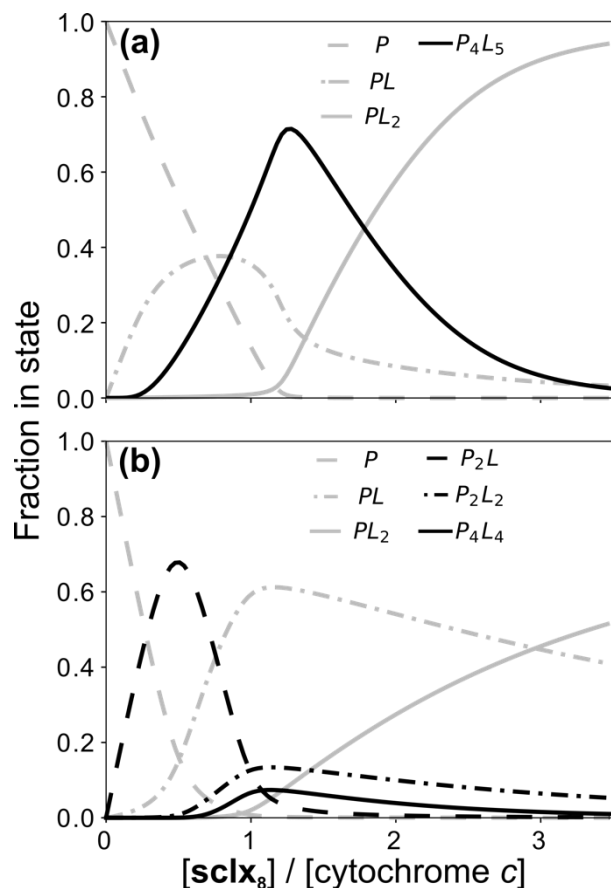 (a)
P P₄L₅
PL
PL₂
1.0
0.8
0.6
0.4
0.2
0.0
Fraction in state
(b)
P P₂L
PL P₂L₂
PL₂ P₄L₄
1.0
0.8
0.6
0.4
0.2
0.0
0 1 2 3
[sclx₈] / [cytochrome c]